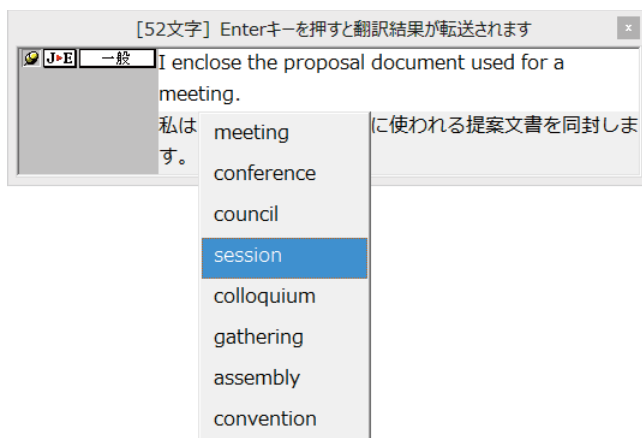 [52文字] Enterキーを押すと翻訳結果が転送されます
x
J▸E 一般
I enclose the proposal document used for a
meeting.
私は に使われる提案文書を同封しま
す。
meeting
conference
council
session
colloquium
gathering
assembly
convention